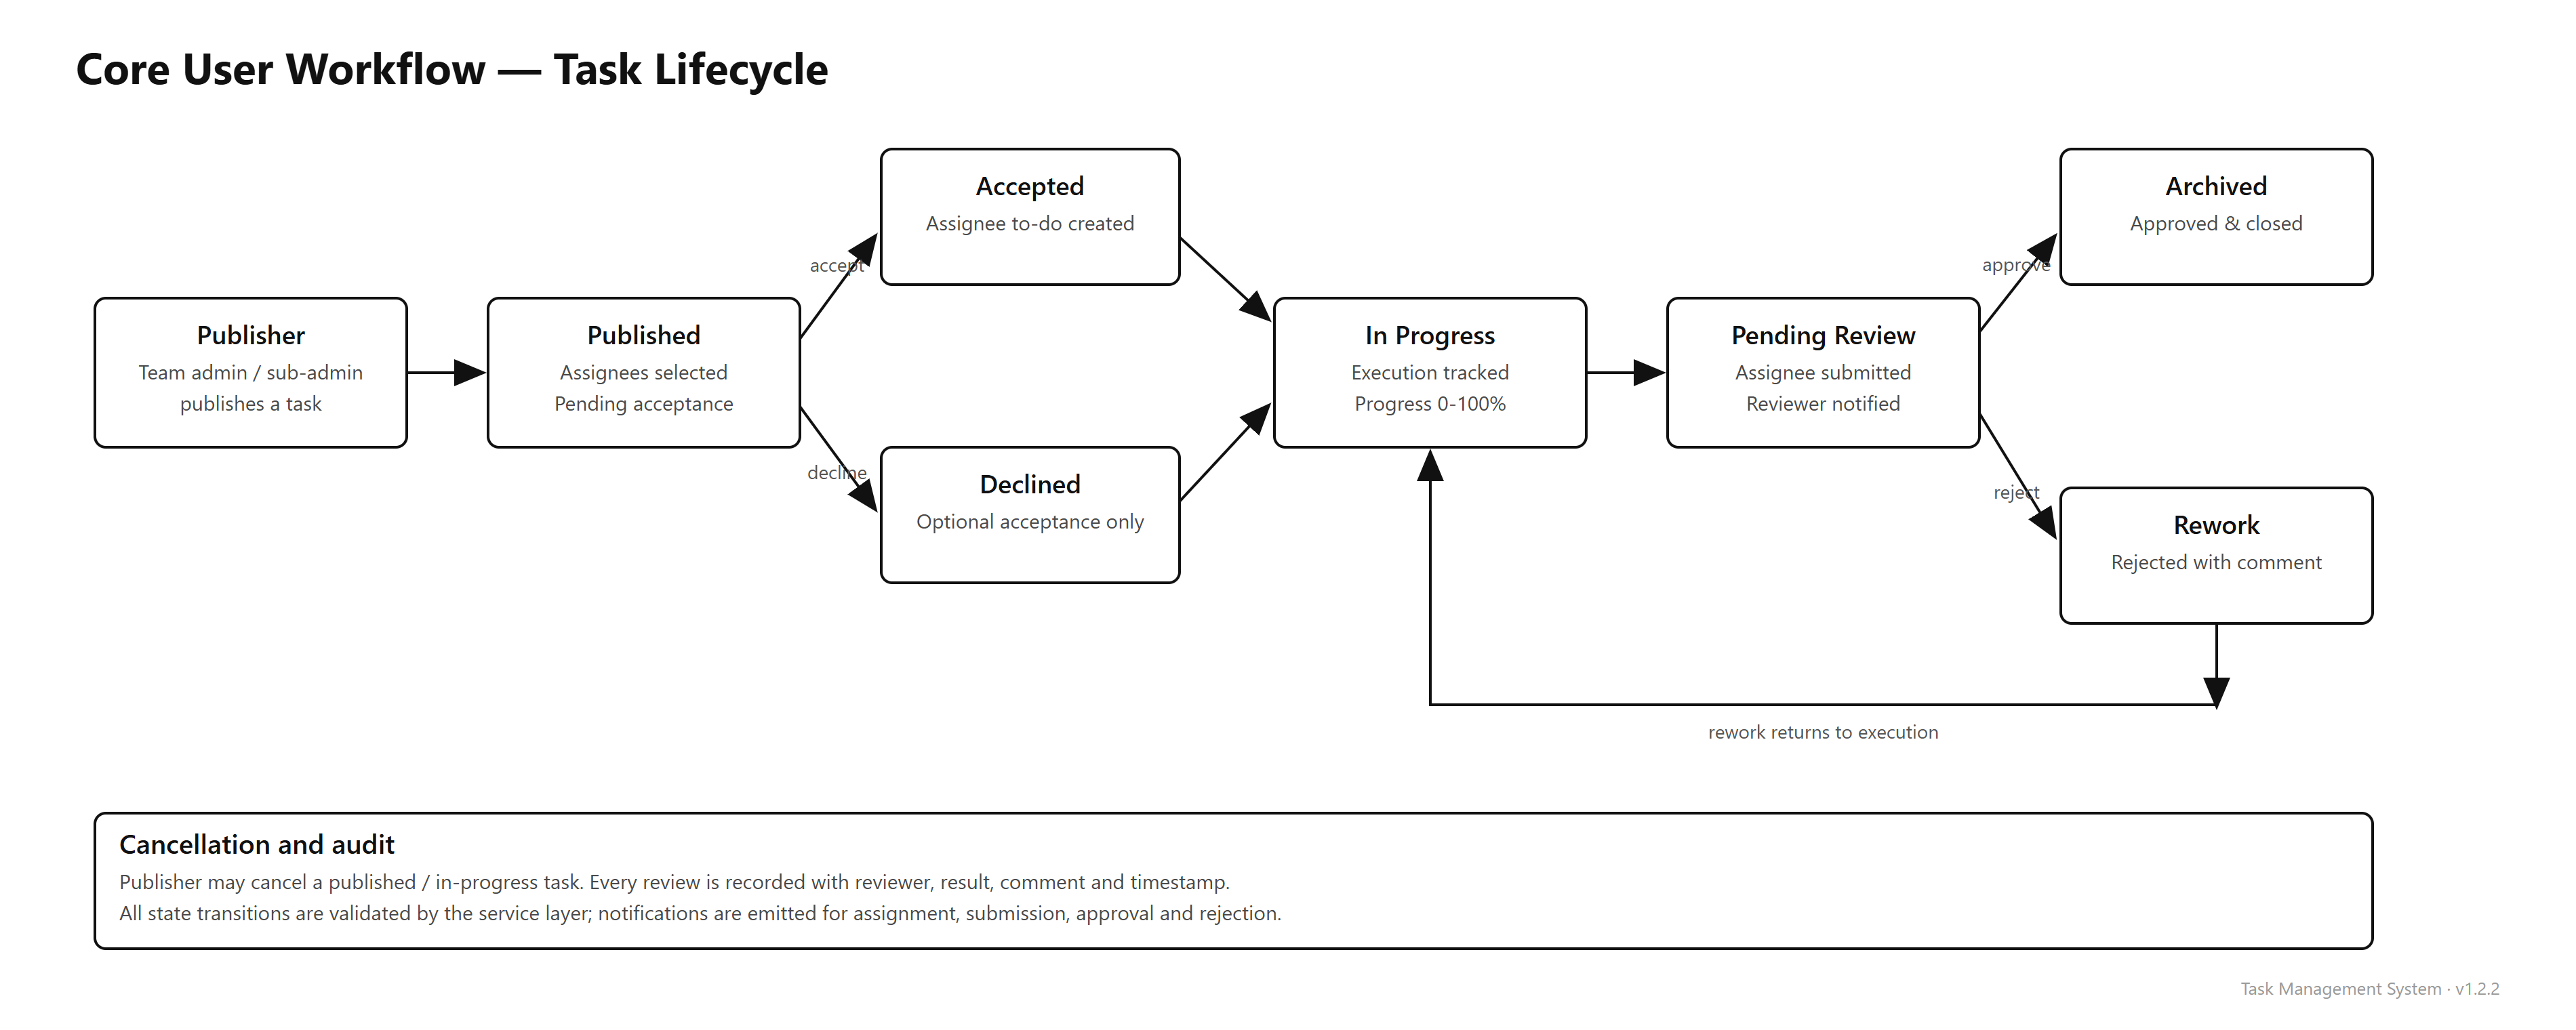 Core User Workflow — Task Lifecycle
Publisher
Team admin / sub-admin
publishes a task
Published
Assignees selected
Pending acceptance
accept
decline
Accepted
Assignee to-do created
Declined
Optional acceptance only
In Progress
Execution tracked
Progress 0-100%
Pending Review
Assignee submitted
Reviewer notified
approve
reject
Archived
Approved & closed
Rework
Rejected with comment
rework returns to execution
Cancellation and audit
Publisher may cancel a published / in-progress task. Every review is recorded with reviewer, result, comment and timestamp.
All state transitions are validated by the service layer; notifications are emitted for assignment, submission, approval and rejection.
Task Management System · v1.2.2